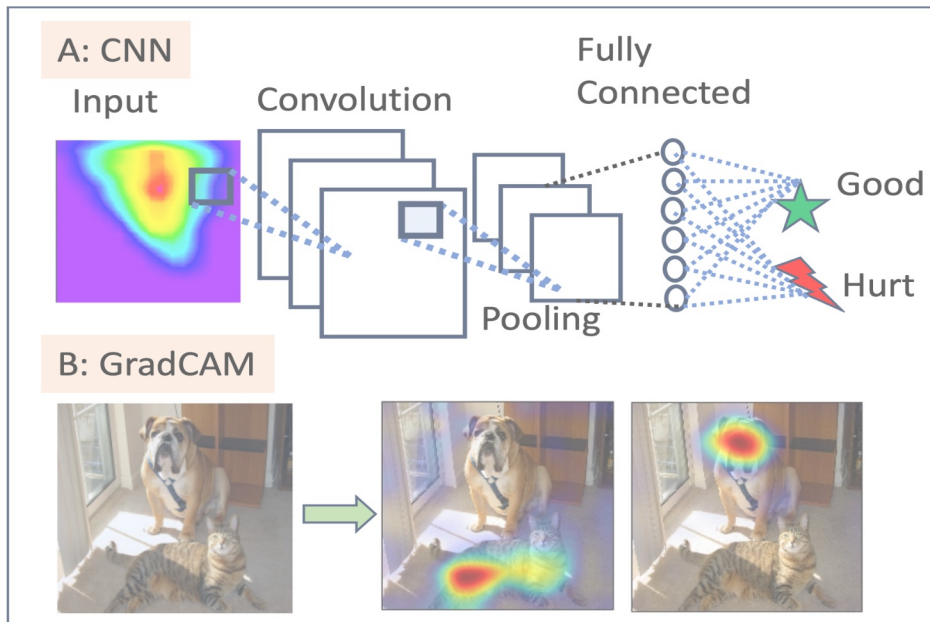 A: CNN
Input
Convolution
Fully
Connected
Good
Hurt
Pooling
B: GradCAM